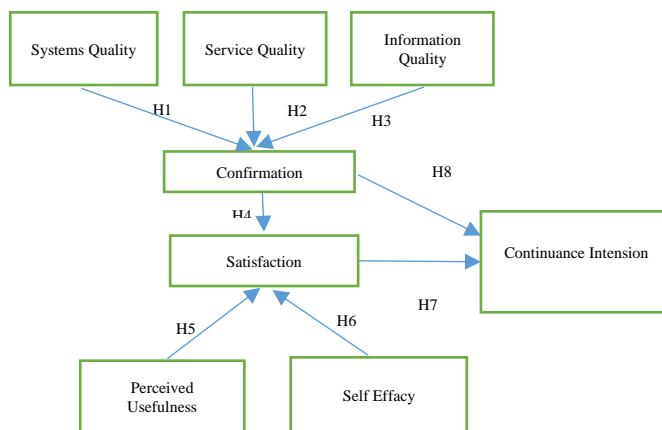 Systems Quality
Service Quality
Information
Quality
H1
H2
H3
Confirmation
H8
H4
Satisfaction
Continuance Intension
H7
H5
H6
Perceived
Usefulness
Self Effacy